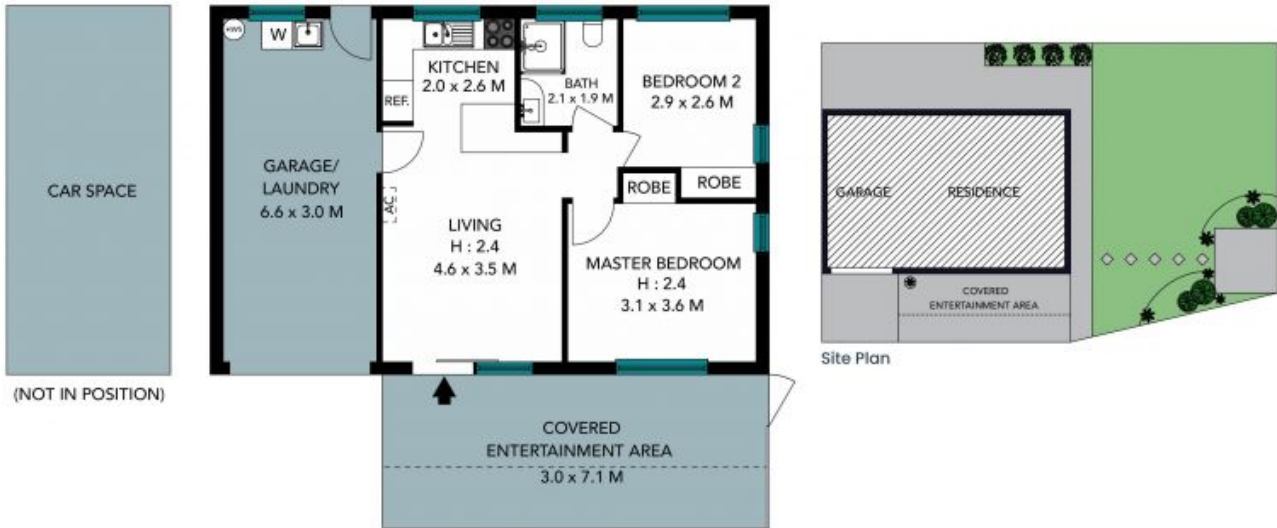 CAR SPACE
(NOT IN POSITION)
HWS
W
GARAGE/
LAUNDRY
6.6 x 3.0 M
KITCHEN
2.0 x 2.6 M
REF.
BATH
2.1 x 1.9 M
BEDROOM 2
2.9 x 2.6 M
ROBE
ROBE
AC
LIVING
H : 2.4
4.6 x 3.5 M
MASTER BEDROOM
H : 2.4
3.1 x 3.6 M
COVERED
ENTERTAINMENT AREA
3.0 x 7.1 M
GARAGE
RESIDENCE
COVERED
ENTERTAINMENT AREA
Site Plan